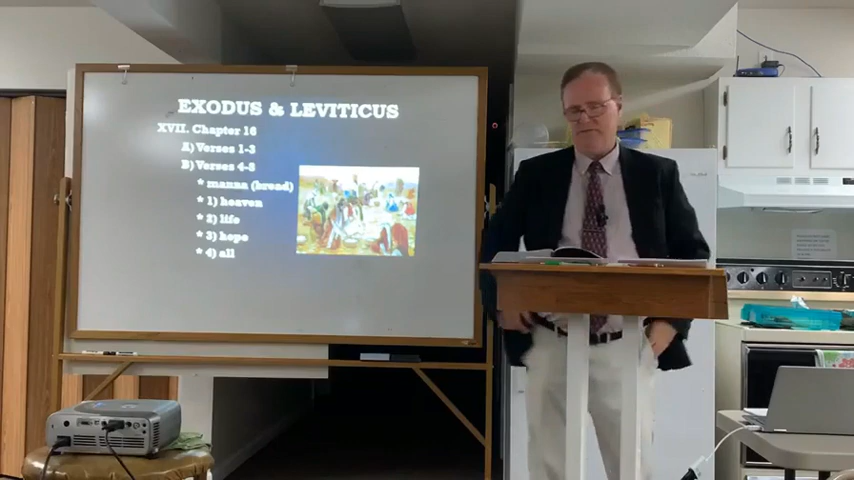 EXODUS & LEVITICUS
XVII. Chapter 16
A) Verses 1-3
B) Verses 4-8
* manna (bread)
* 1) heaven
* 2) life
* 3) hope
* 4) all